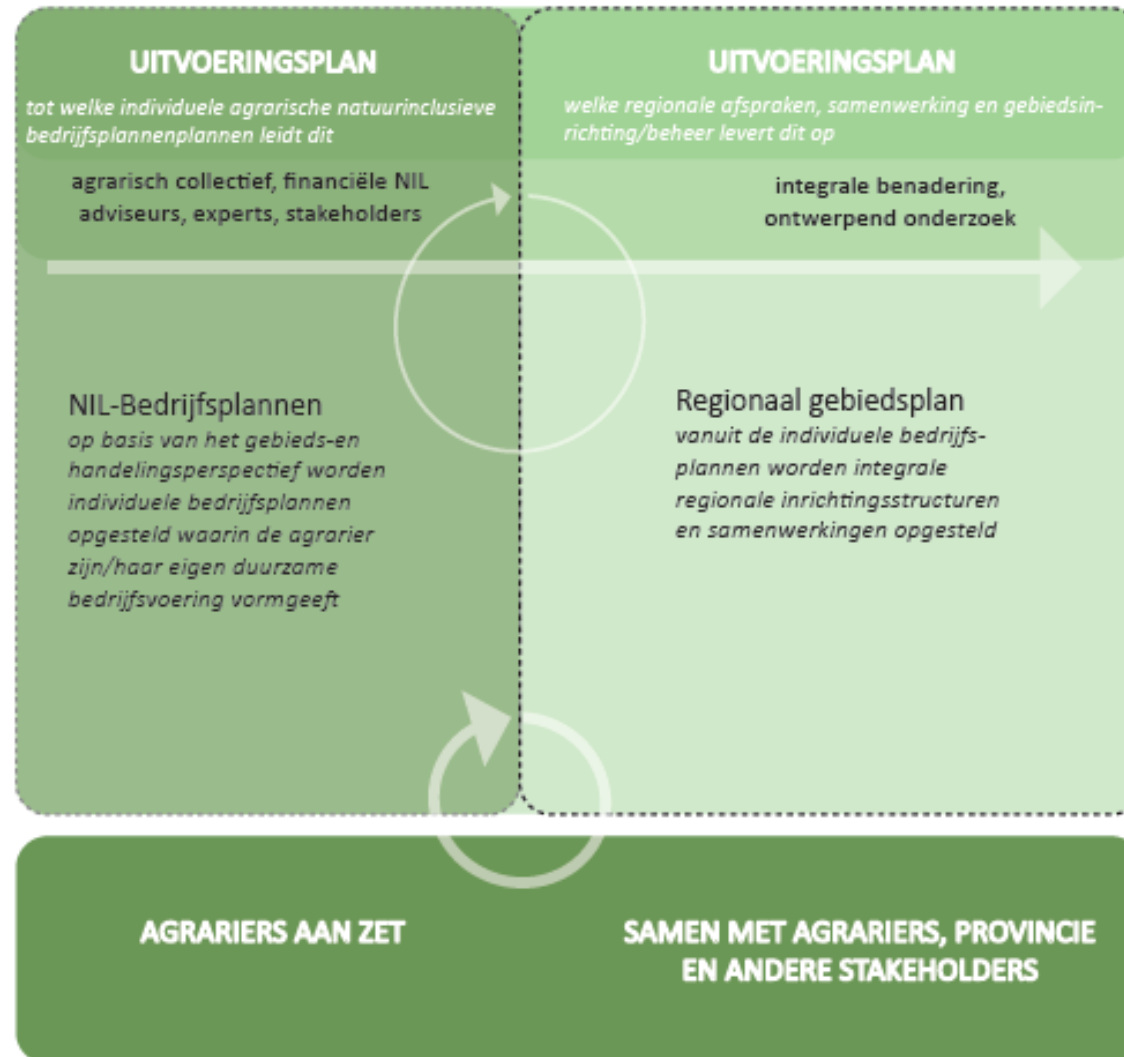 UITVOERINGSPLAN
tot welke individuele agrarische natuurinclusieve
bedrijfsplannenplannen leidt dit
agrarisch collectief, financiële NIL
adviseurs, experts, stakeholders
NIL-Bedrijfsplannen
op basis van het gebieds-en
handelingsperspectief worden
individuele bedrijfsplannen
opgesteld waarin de agrarier
zijn/haar eigen duurzame
bedrijfsvoering vormgeeft
UITVOERINGSPLAN
welke regionale afspraken, samenwerking en gebiedsin-
richting/beheer levert dit op
integrale benadering,
ontwerpend onderzoek
Regionaal gebiedsplan
vanuit de individuele bedrijfs-
plannen worden integrale
regionale inrichtingsstructuren
en samenwerkingen opgesteld
AGRARIERS AAN ZET
SAMEN MET AGRARIERS, PROVINCIE
EN ANDERE STAKEHOLDERS